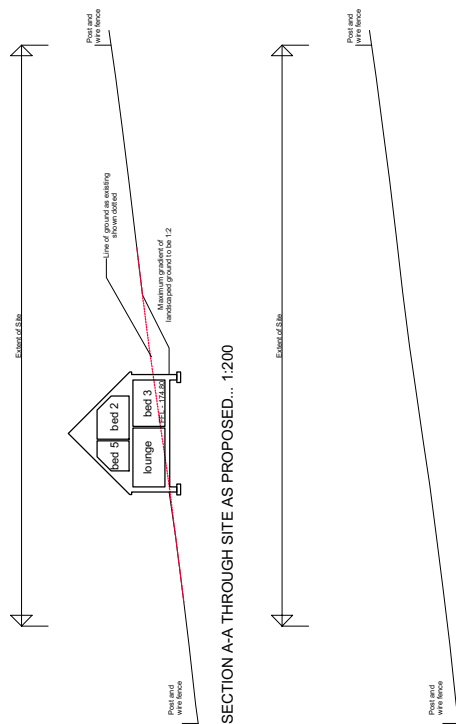 Extent of Site
Post and
wire fence
Line of ground as existing
shown dotted
Maximum gradient of
landscaped ground to be 1:2
bed 5
bed 2
lounge
bed 3
FFL - 174.80
Post and
wire fence
SECTION A-A THROUGH SITE AS PROPOSED... 1:200
Extent of Site
Post and
wire fence
Post and
wire fence